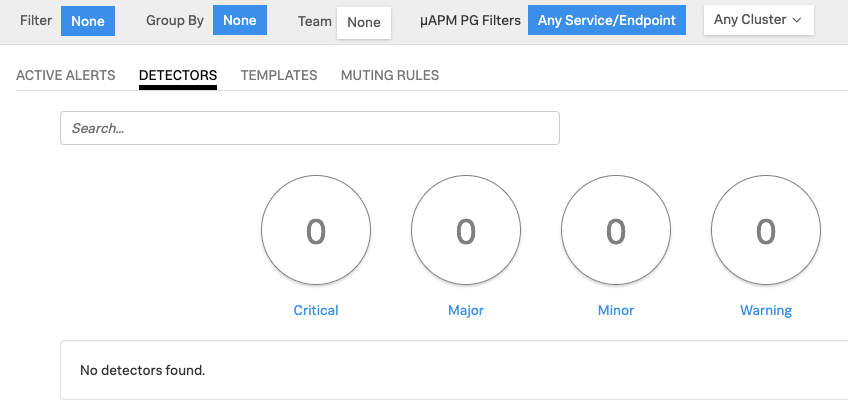 Filter None Group By None Team None µAPM PG Filters Any Service/Endpoint Any Cluster
ACTIVE ALERTS DETECTORS TEMPLATES MUTING RULES
Search...
0 0 0 0
Critical Major Minor Warning
No detectors found.